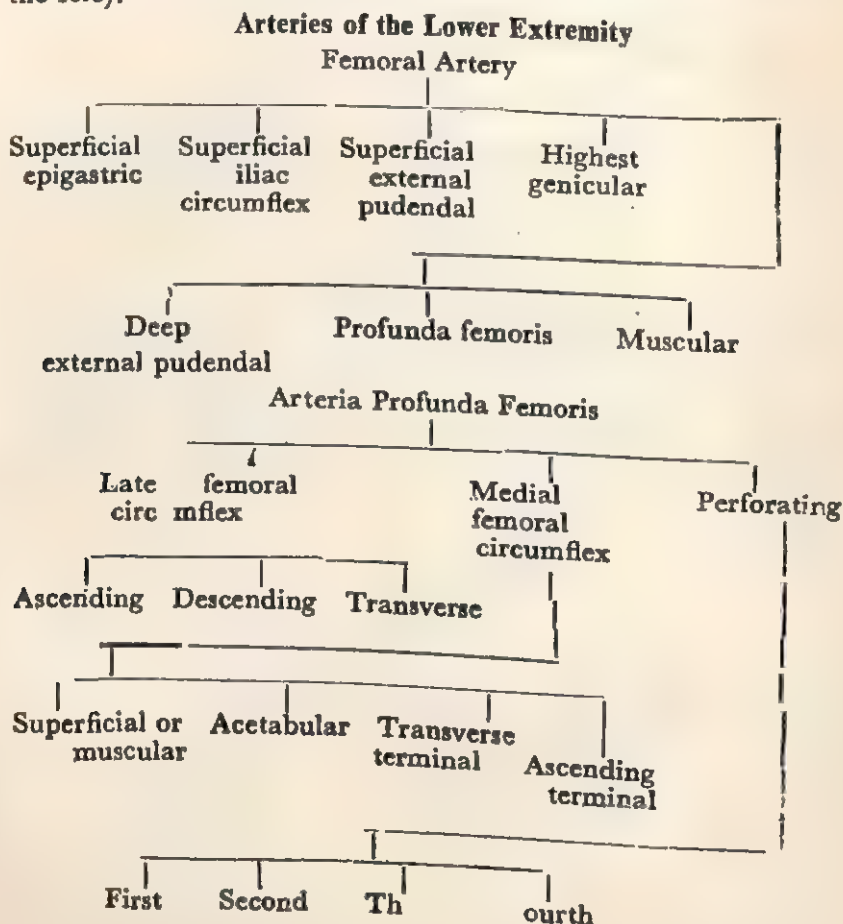 Arteries of the Lower Extremity
Femoral Artery
Superficial epigastric
Superficial iliac circumflex
Superficial external pudendal
Highest genicular
Deep external pudendal
Profunda femoris
Muscular
Arteria Profunda Femoris
Late femoral circ mflex
Medial femoral circumflex
Perforating
Ascending
Descending
Transverse
Superficial or muscular
Acetabular
Transverse terminal
Ascending terminal
First
Second
Th
ourth